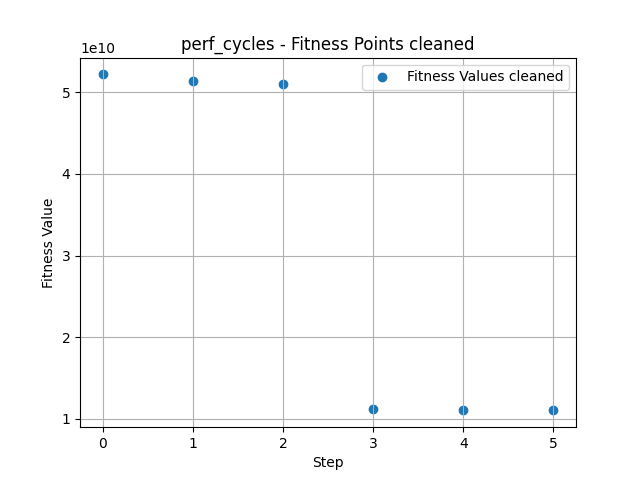 perf_cycles - Fitness Points cleaned
1e10
Fitness Values cleaned
5
4
3
2
1
Fitness Value
0 1 2 3 4 5
Step